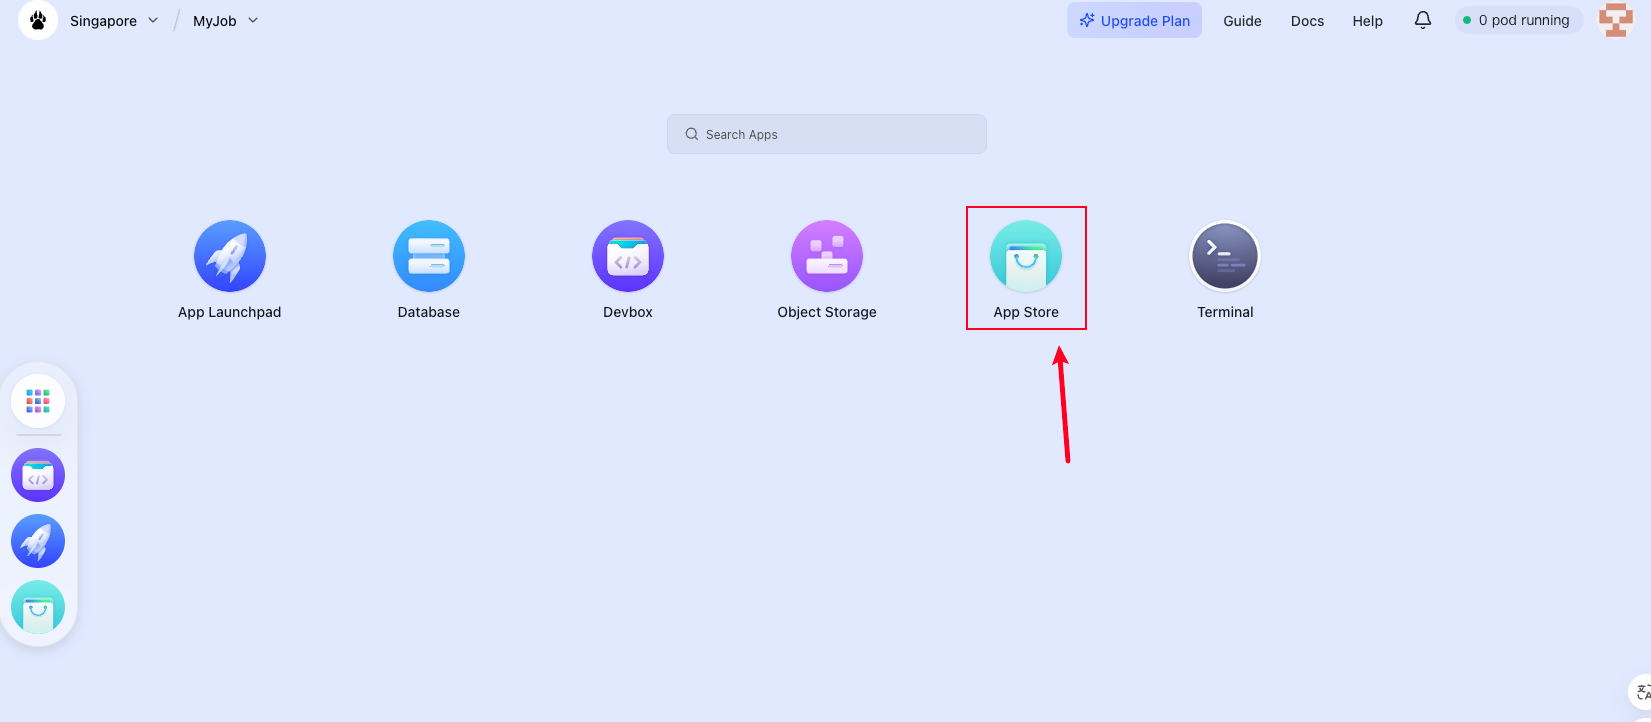 Singapore
MyJob
Upgrade Plan
Guide
Docs
Help
0 pod running
Search Apps
App Launchpad
Database
Devbox
Object Storage
App Store
Terminal